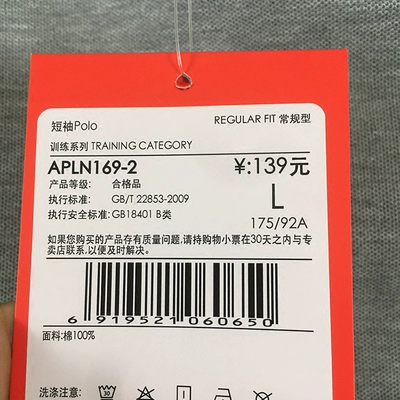 短袖Polo
REGULAR FIT 常规型
训练系列 TRAINING CATEGORY
APLN169-2
¥:139元
产品等级: 合格品
L
执行标准: GB/T 22853-2009
执行安全标准: GB18401 B类
175/92A
如果您购买的产品存有质量问题,请持购物小票在30天之内与专
卖店联系,以便及时解决。
6 919521 060650
面料:棉100%
洗涤注意: